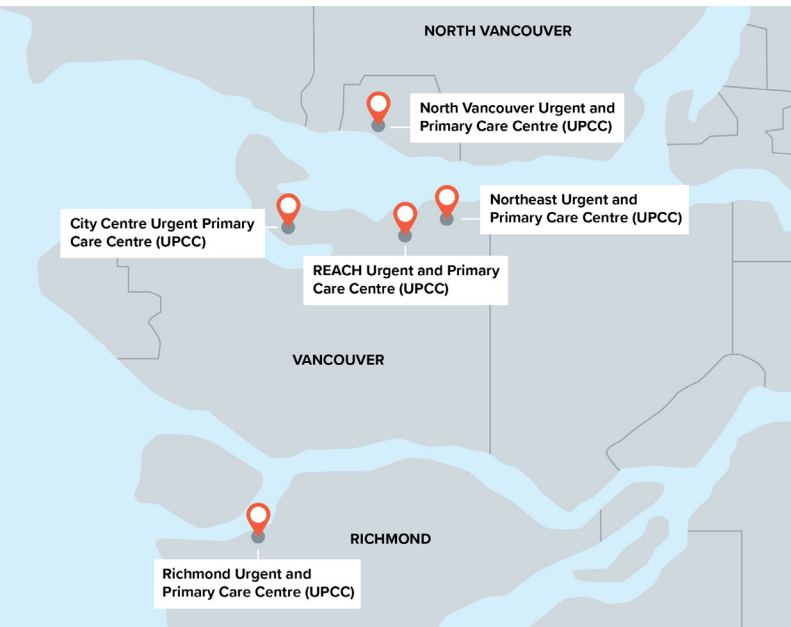 NORTH VANCOUVER
North Vancouver Urgent and
Primary Care Centre (UPCC)
Northeast Urgent and
Primary Care Centre (UPCC)
City Centre Urgent Primary
Care Centre (UPCC)
REACH Urgent and Primary
Care Centre (UPCC)
VANCOUVER
RICHMOND
Richmond Urgent and
Primary Care Centre (UPCC)